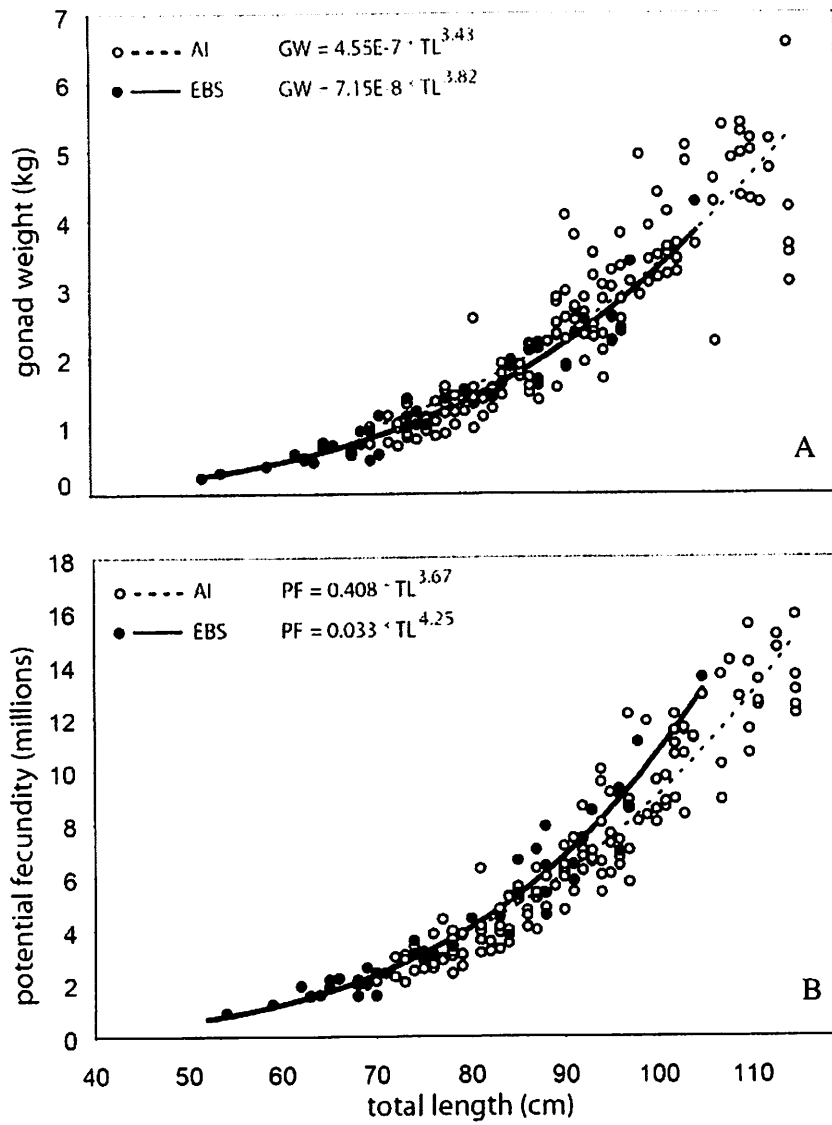 7
6
5
4
3
2
1
0
gonad weight (kg)
AI GW = 4.55E-7 * TL^3.43
EBS GW = 7.15E-8 * TL^3.82
A
18
16
14
12
10
8
6
4
2
0
potential fecundity (millions)
AI PF = 0.408 * TL^3.67
EBS PF = 0.033 * TL^4.25
B
40 50 60 70 80 90 100 110
total length (cm)